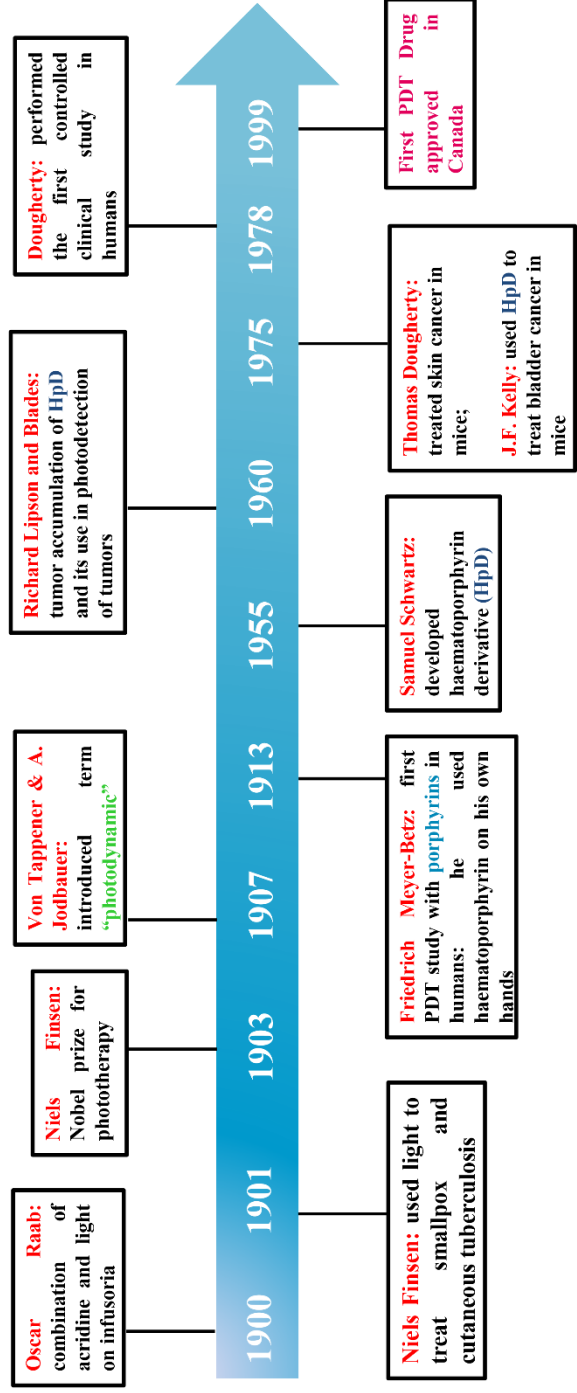 Oscar Raab:
combination of
acridine and light
on infusoria
Niels Finsen:
Nobel prize for
phototherapy
Von Tappener & A.
Jodbauer:
introduced term
“photodynamic”
Richard Lipson and Blades:
tumor accumulation of HpD
and its use in photodetection
of tumors
Dougherty: performed
the first controlled
clinical study in
humans
1900 1901 1903 1907 1913 1955 1960 1975 1978 1999
Niels Finsen: used light to
treat smallpox and
cutaneous tuberculosis
Friedrich Meyer-Betz: first
PDT study with porphyrins in
humans: he used
haematoporphyrin on his own
hands
Samuel Schwartz:
developed
haematoporphyrin
derivative (HpD)
Thomas Dougherty:
treated skin cancer in
mice;
J.F. Kelly: used HpD to
treat bladder cancer in
mice
First PDT Drug
approved in
Canada